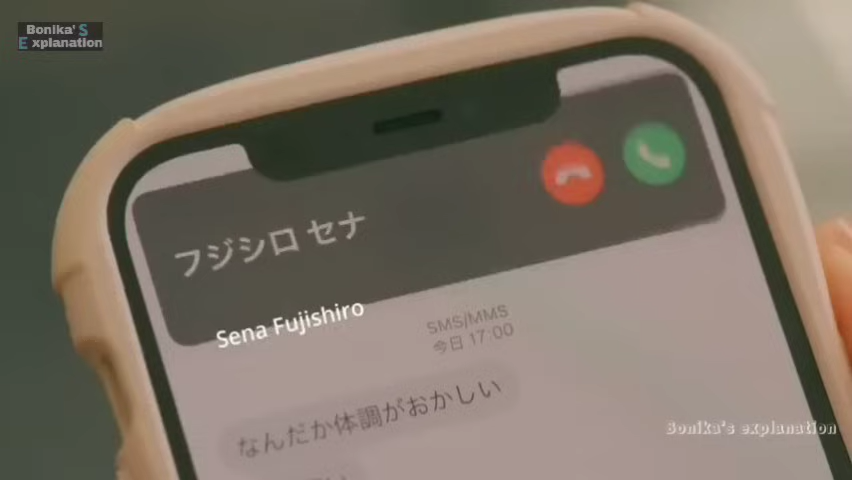 Bonika'S
Explanation
フジシロ セナ
Sena Fujishiro
SMS/MMS
今日 17:00
なんだか体調がおかしい
Bonika's explanation